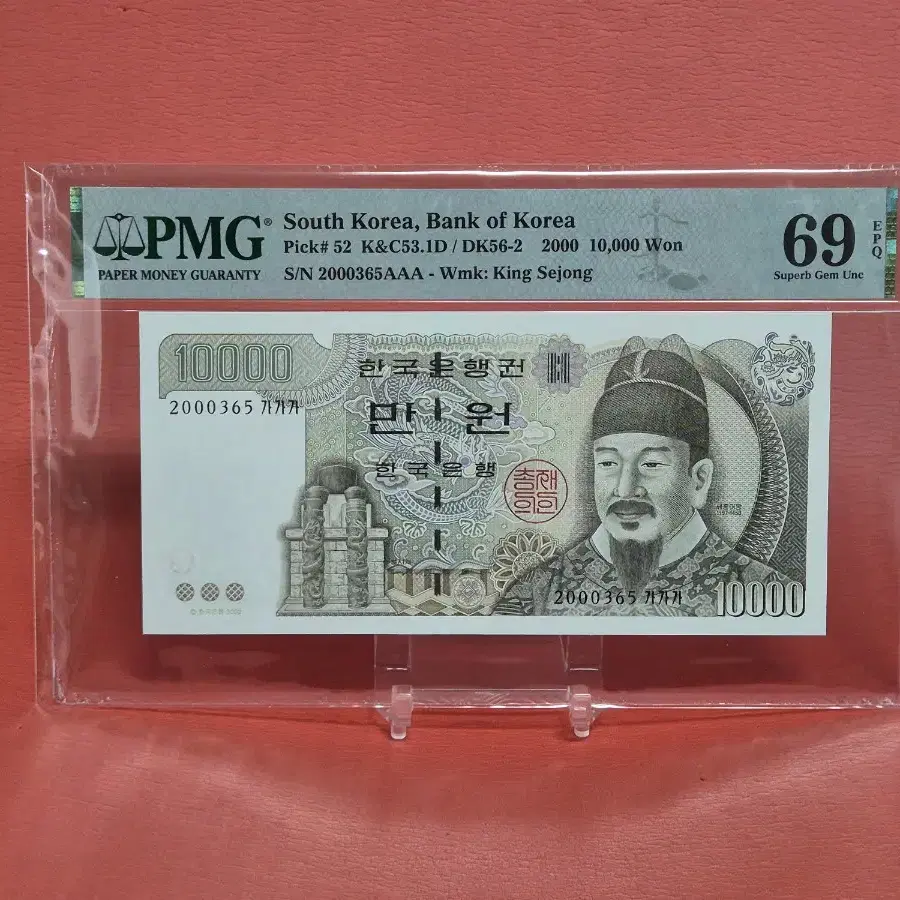 PMG®
PAPER MONEY GUARANTY
South Korea, Bank of Korea
Pick# 52 K&C53.1D / DK56-2 2000 10,000 Won
S/N 2000365AAA - Wmk: King Sejong
69
EPQ
Superb Gem Unc
10000
2000365 가가가
한국은행권
만 원
한국은행
총재의인
2000365 가가가
10000